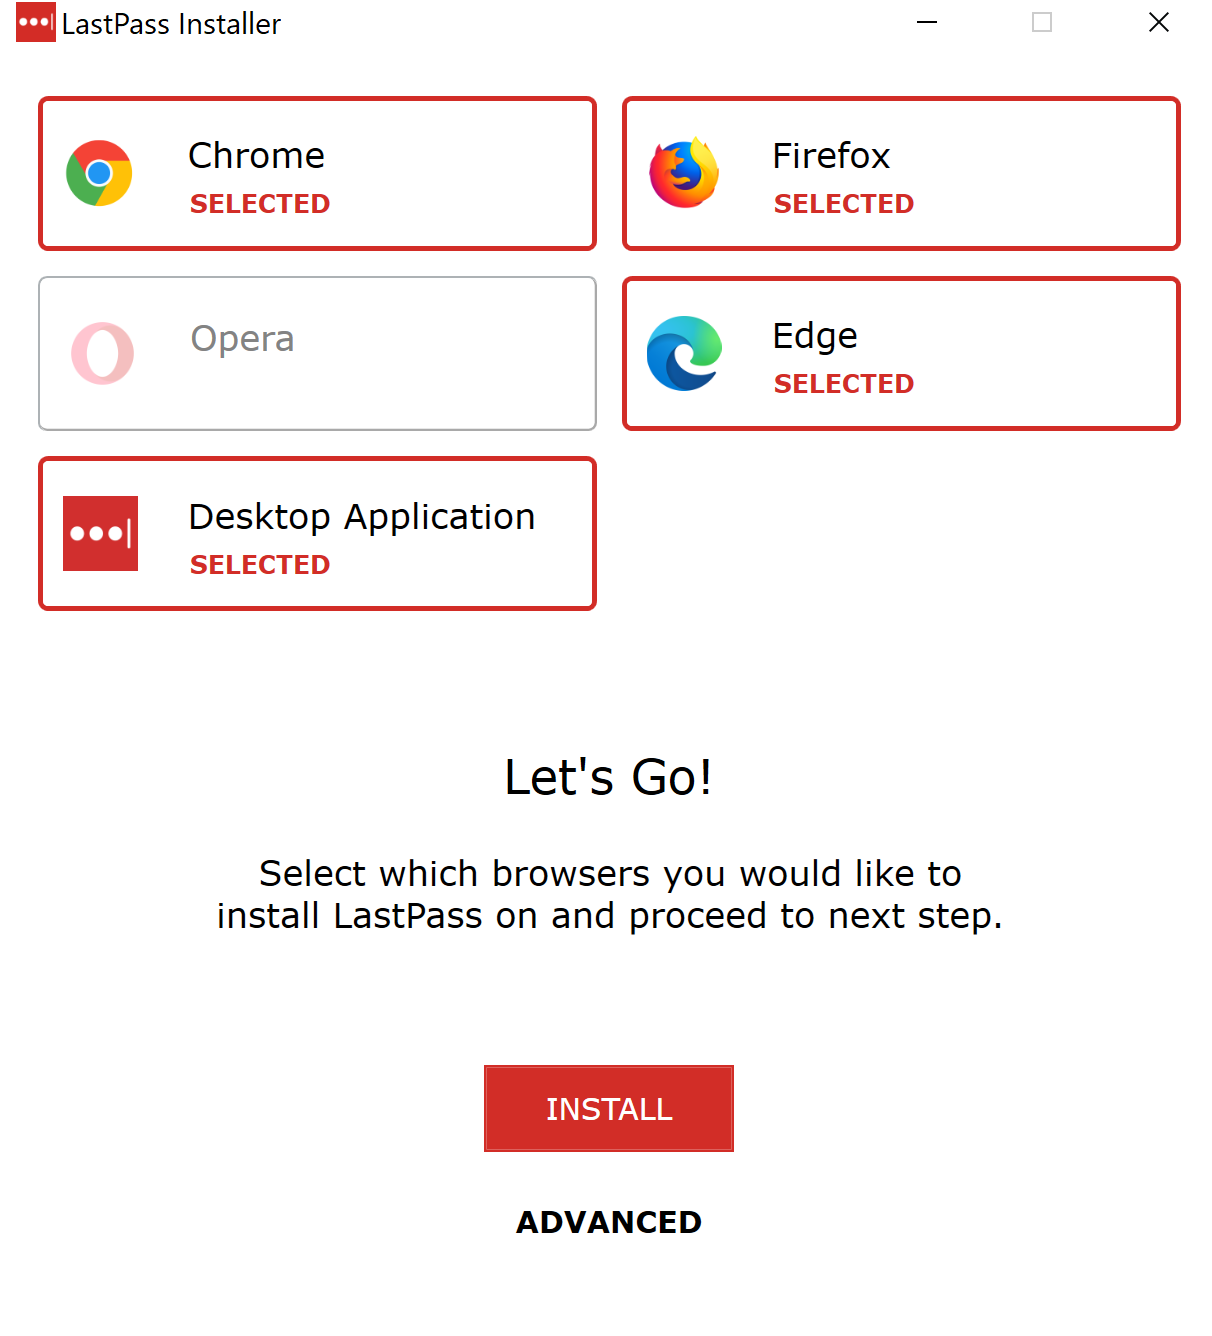 LastPass Installer
Chrome
SELECTED
Firefox
SELECTED
Opera
Edge
SELECTED
Desktop Application
SELECTED
Let's Go!
Select which browsers you would like to
install LastPass on and proceed to next step.
INSTALL
ADVANCED